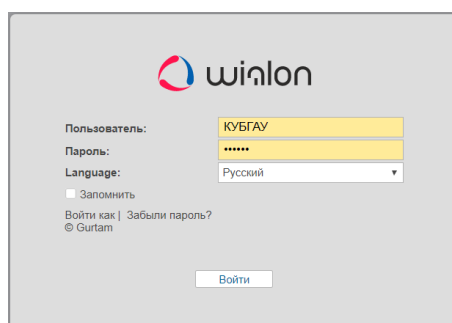 wialon
Пользователь: КУБГАУ
Пароль: ••••••
Language: Русский
Запомнить
Войти как | Забыли пароль?
© Gurtam
Войти